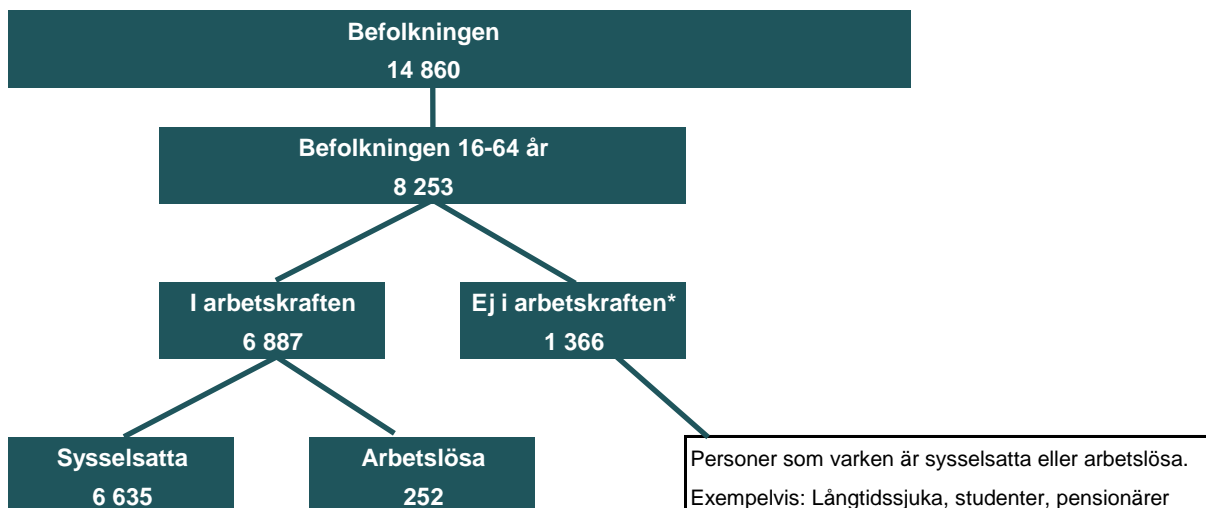 Befolkningen
14 860
Befolkningen 16-64 år
8 253
I arbetskraften
6 887
Ej i arbetskraften*
1 366
Sysselsatta
6 635
Arbetslösa
252
Personer som varken är sysselsatta eller arbetslösa.
Exempelvis: Långtidssjuka, studenter, pensionärer